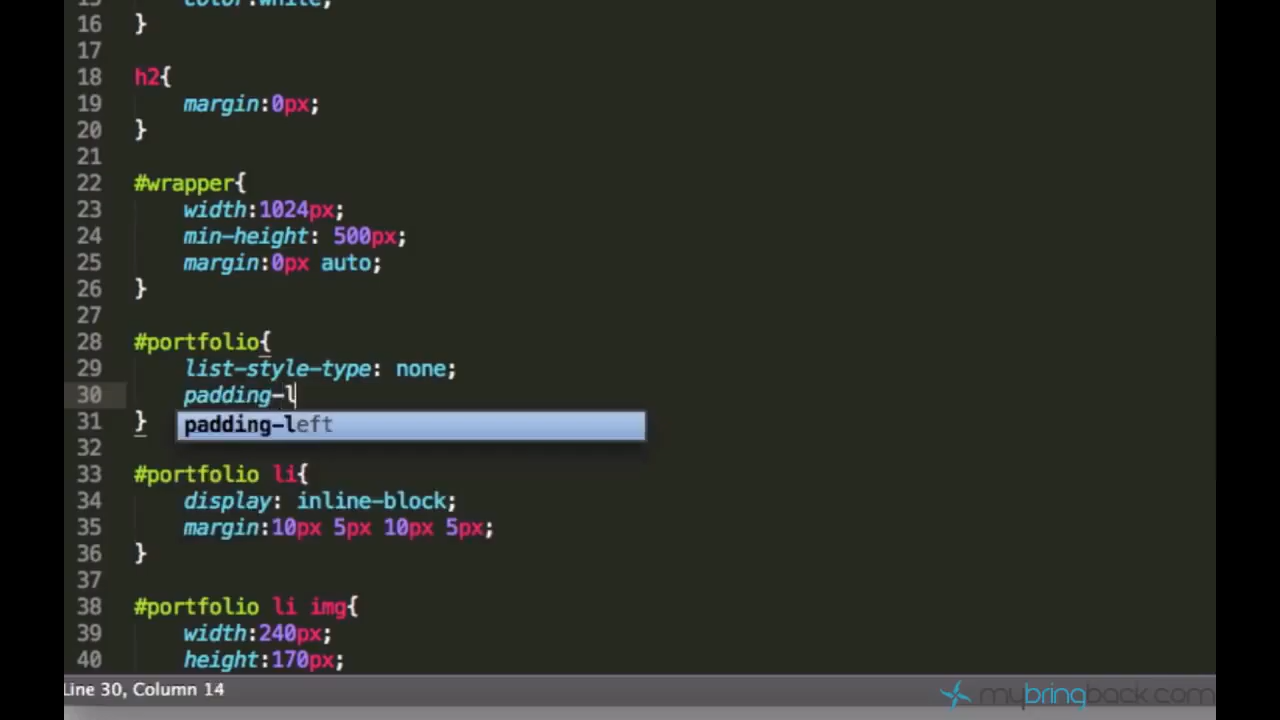 15 color:white;
16 }
17
18 h2{
19 margin:0px;
20 }
21
22 #wrapper{
23 width:1024px;
24 min-height: 500px;
25 margin:0px auto;
26 }
27
28 #portfolio{
29 list-style-type: none;
30 padding-l
31 }
padding-left
32
33 #portfolio li{
34 display: inline-block;
35 margin:10px 5px 10px 5px;
36 }
37
38 #portfolio li img{
39 width:240px;
40 height:170px;
Line 30, Column 14
mybringback.com